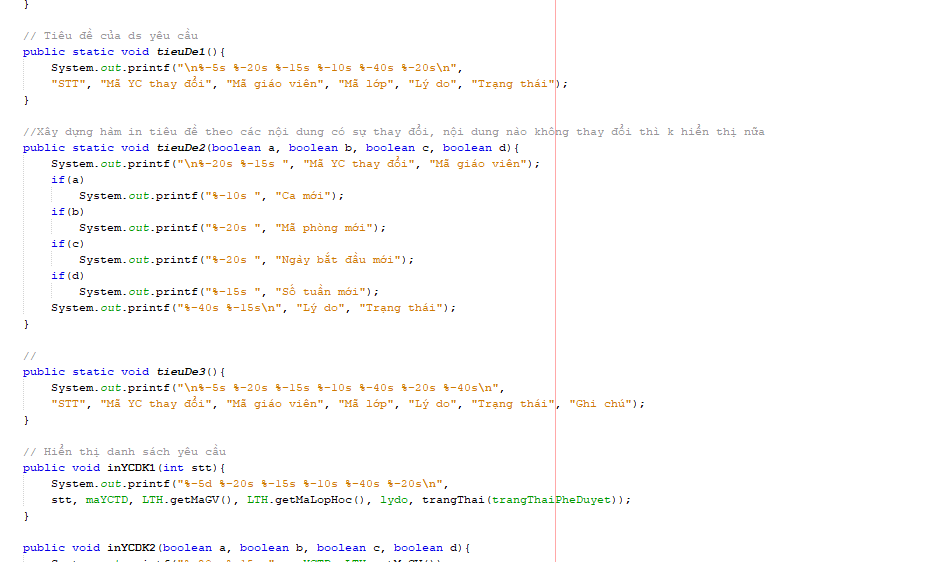 }
// Tiêu đề của ds yêu cầu
public static void tieuDe1(){
System.out.printf("\n%-5s %-20s %-15s %-10s %-40s %-20s\n",
"STT", "Mã YC thay đổi", "Mã giáo viên", "Mã lớp", "Lý do", "Trạng thái");
}
//Xây dựng hàm in tiêu đề theo các nội dung có sự thay đổi, nội dung nào không thay đổi thì k hiển thị nữa
public static void tieuDe2(boolean a, boolean b, boolean c, boolean d){
System.out.printf("\n%-20s %-15s ", "Mã YC thay đổi", "Mã giáo viên");
if(a)
System.out.printf("%-10s ", "Ca mới");
if(b)
System.out.printf("%-20s ", "Mã phòng mới");
if(c)
System.out.printf("%-20s ", "Ngày bắt đầu mới");
if(d)
System.out.printf("%-15s ", "Số tuần mới");
System.out.printf("%-40s %-15s\n", "Lý do", "Trạng thái");
}
//
public static void tieuDe3(){
System.out.printf("\n%-5s %-20s %-15s %-10s %-40s %-20s %-40s\n",
"STT", "Mã YC thay đổi", "Mã giáo viên", "Mã lớp", "Lý do", "Trạng thái", "Ghi chú");
}
// Hiển thị danh sách yêu cầu
public void inYCDK1(int stt){
System.out.printf("%-5d %-20s %-15s %-10s %-40s %-20s\n",
stt, maYCTD, LTH.getMaGV(), LTH.getMaLopHoc(), lydo, trangThai(trangThaiPheDuyet));
}
public void inYCDK2(boolean a, boolean b, boolean c, boolean d){